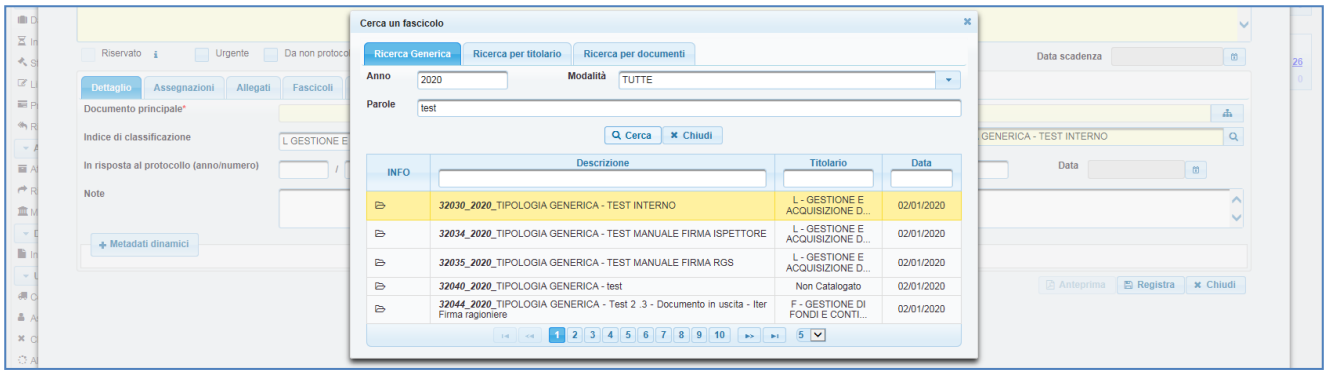 Cerca un fascicolo
Riservato i Urgente Da non protoco
Data scadenza
26
Ricerca Generica Ricerca per titolario Ricerca per documenti
Anno 2020 Modalità TUTTE
Dettaglio Assegnazioni Allegati Fascicoli
Parole test
Documento principale*
Cerca Chiudi
Indice di classificazione L GESTIONE E GENERICA - TEST INTERNO
In risposta al protocollo (anno/numero) / Data
INFO Descrizione Titolario Data
Note
32030_2020_TIPOLOGIA GENERICA - TEST INTERNO L - GESTIONE E
ACQUISIZIONE D... 02/01/2020
32034_2020_TIPOLOGIA GENERICA - TEST MANUALE FIRMA ISPETTORE L - GESTIONE E
ACQUISIZIONE D... 02/01/2020
+ Metadati dinamici
32035_2020_TIPOLOGIA GENERICA - TEST MANUALE FIRMA RGS L - GESTIONE E
ACQUISIZIONE D... 02/01/2020
32040_2020_TIPOLOGIA GENERICA - test Non Catalogato 02/01/2020
Anteprima Registra Chiudi
32044_2020_TIPOLOGIA GENERICA - Test 2 .3 - Documento in uscita - Iter F - GESTIONE DI
Firma ragioniere FONDI E CONTI... 02/01/2020
1 2 3 4 5 6 7 8 9 10 5